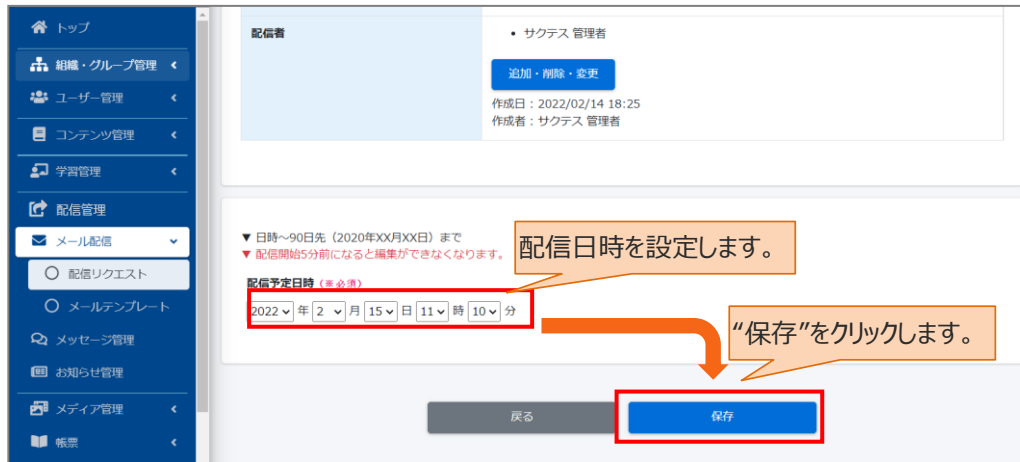 トップ
組織・グループ管理
ユーザー管理
コンテンツ管理
学習管理
配信管理
メール配信
配信リクエスト
メールテンプレート
メッセージ管理
お知らせ管理
メディア管理
帳票
配信者
• サクテス 管理者
追加・削除・変更
作成日：2022/02/14 18:25
作成者：サクテス 管理者
▼ 日時～90日先（2020年XX月XX日）まで
▼ 配信開始5分前になると編集ができなくなります。
配信日時を設定します。
配信予定日時（※必須）
2022 年 2 月 15 日 11 時 10 分
“保存”をクリックします。
戻る
保存